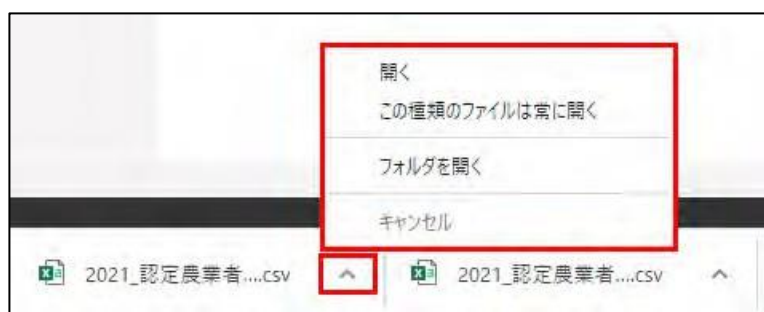 開く
この種類のファイルは常に開く
フォルダを開く
キャンセル
2021_認定農業者....csv
2021_認定農業者....csv